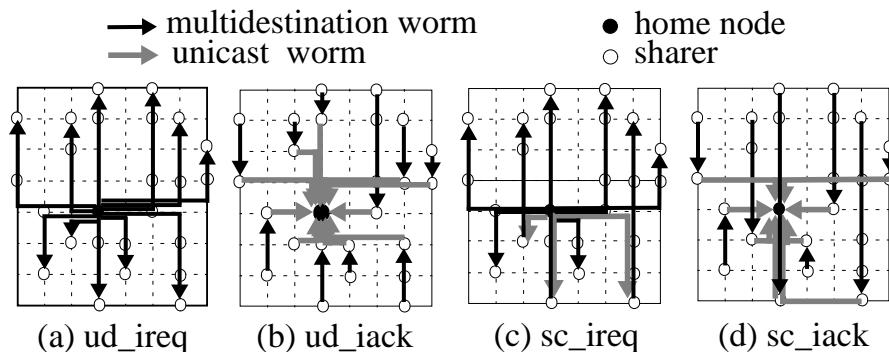 multidestination worm
home node
unicast worm
sharer
(a) ud_ireq
(b) ud_iack
(c) sc_ireq
(d) sc_iack